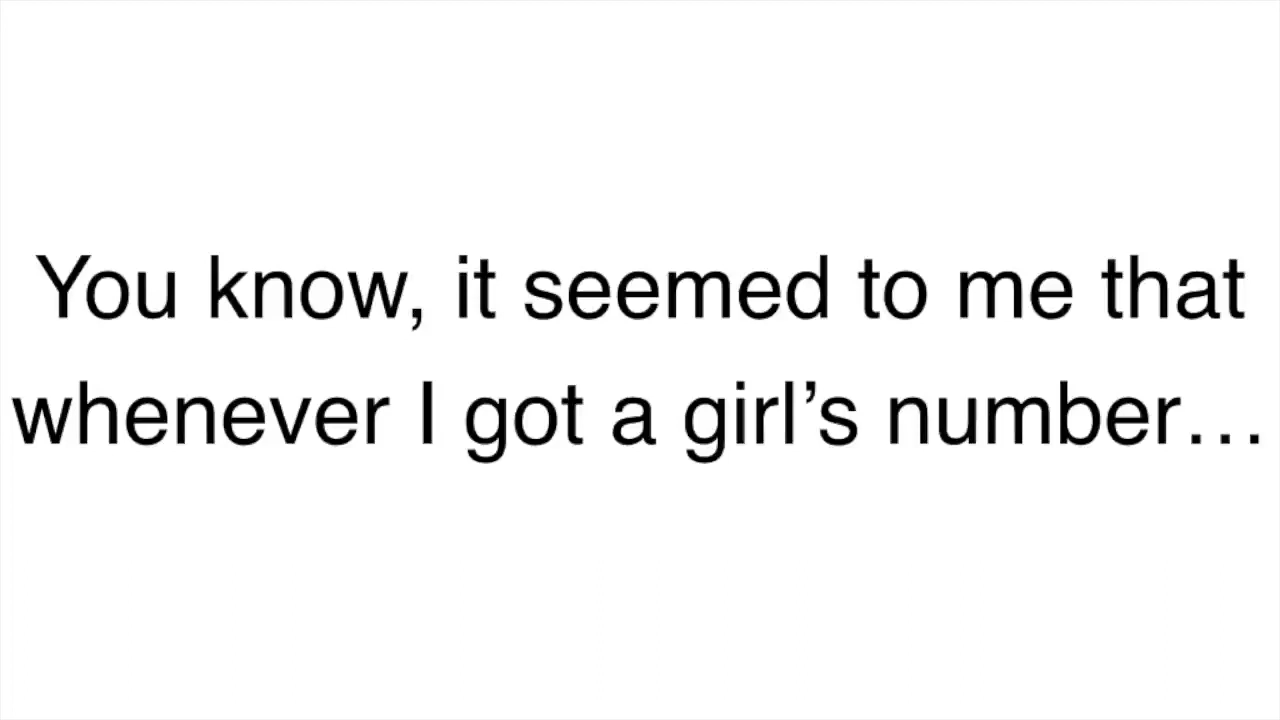 You know, it seemed to me that
whenever I got a girl’s number…